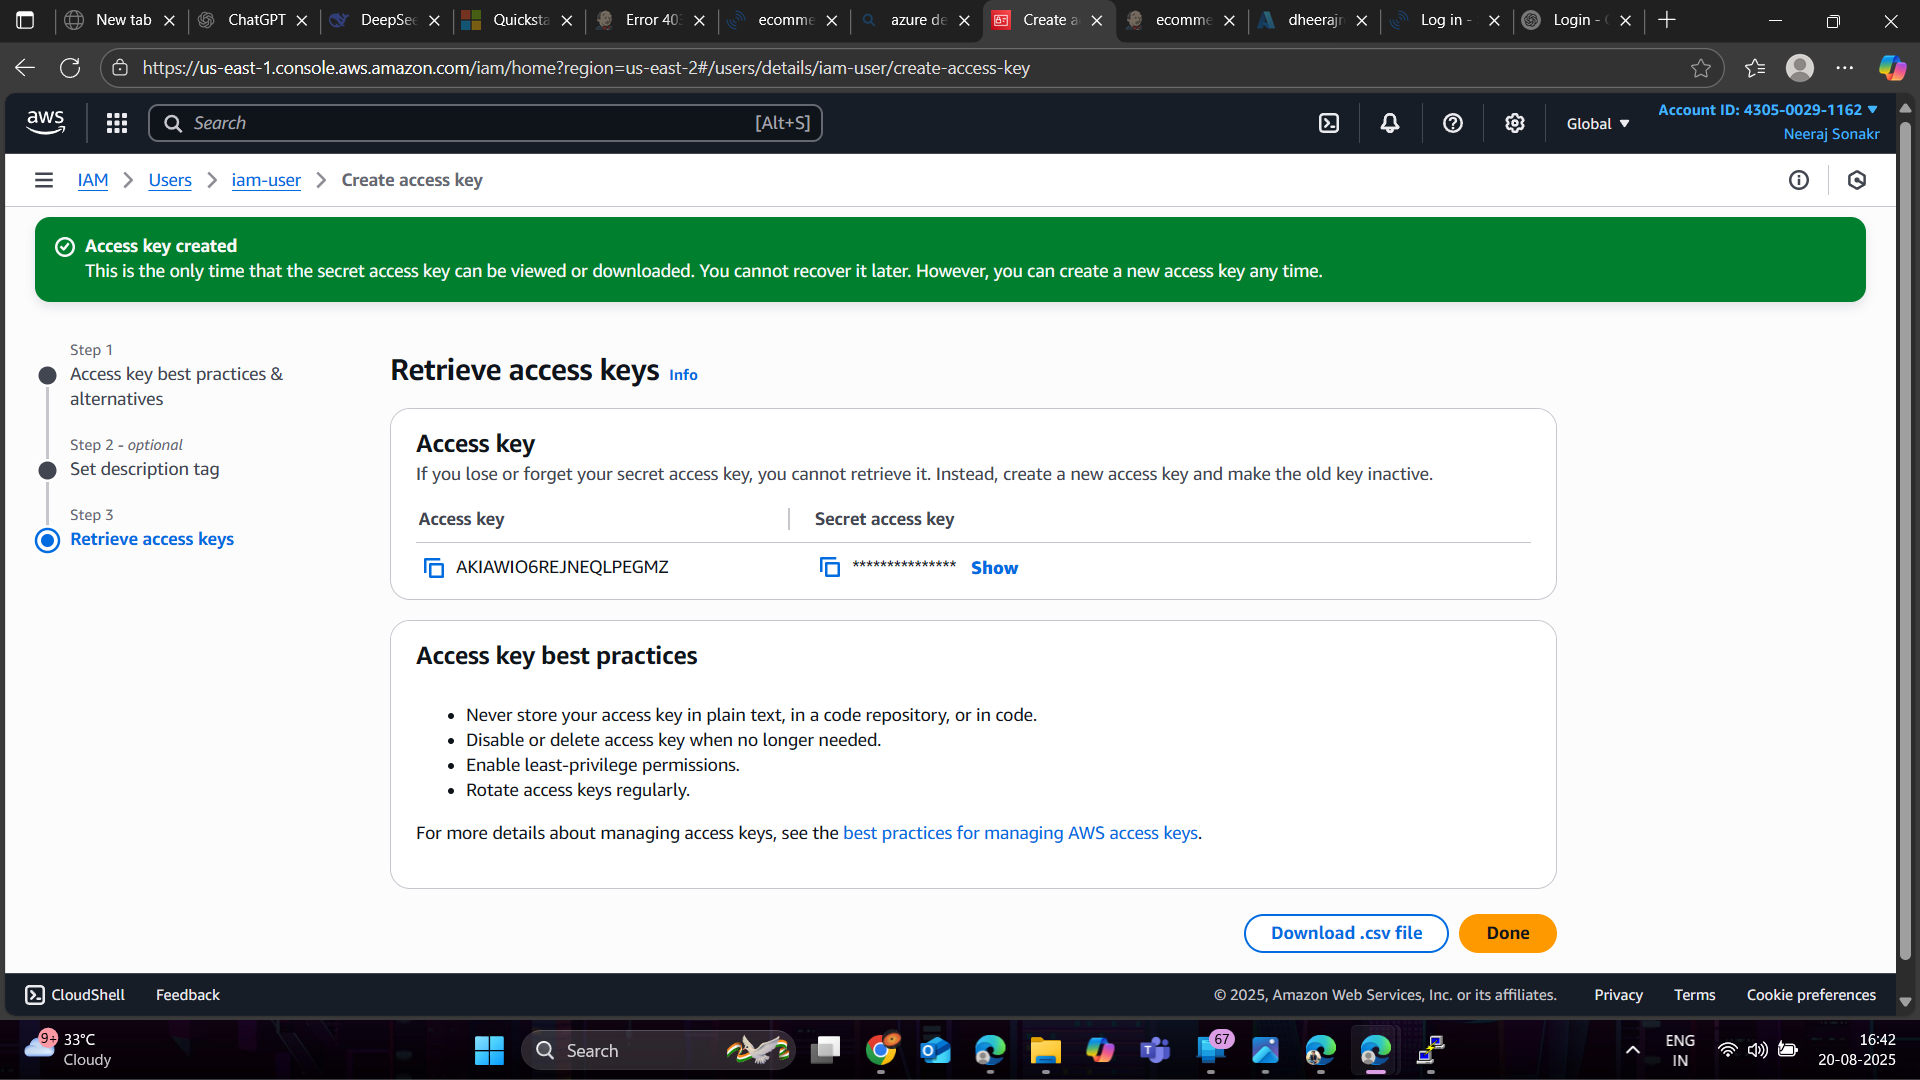 New tab
ChatGPT
DeepSee
Quicksta
Error 403
ecomme
azure de
Create a
ecomme
dheerajr
Log in -
Login -
https://us-east-1.console.aws.amazon.com/iam/home?region=us-east-2#/users/details/iam-user/create-access-key
aws
Search [Alt+S]
Global
Account ID: 4305-0029-1162
Neeraj Sonakr
IAM > Users > iam-user > Create access key
Access key created
This is the only time that the secret access key can be viewed or downloaded. You cannot recover it later. However, you can create a new access key any time.
Step 1
Access key best practices &
alternatives
Step 2 - optional
Set description tag
Step 3
Retrieve access keys
Retrieve access keys Info
Access key
If you lose or forget your secret access key, you cannot retrieve it. Instead, create a new access key and make the old key inactive.
Access key Secret access key
AKIAWIO6REJNEQLPEGMZ *************** Show
Access key best practices
• Never store your access key in plain text, in a code repository, or in code.
• Disable or delete access key when no longer needed.
• Enable least-privilege permissions.
• Rotate access keys regularly.
For more details about managing access keys, see the best practices for managing AWS access keys.
Download .csv file Done
CloudShell Feedback © 2025, Amazon Web Services, Inc. or its affiliates. Privacy Terms Cookie preferences
9+
33°C
Cloudy
Search
67
ENG
IN
16:42
20-08-2025